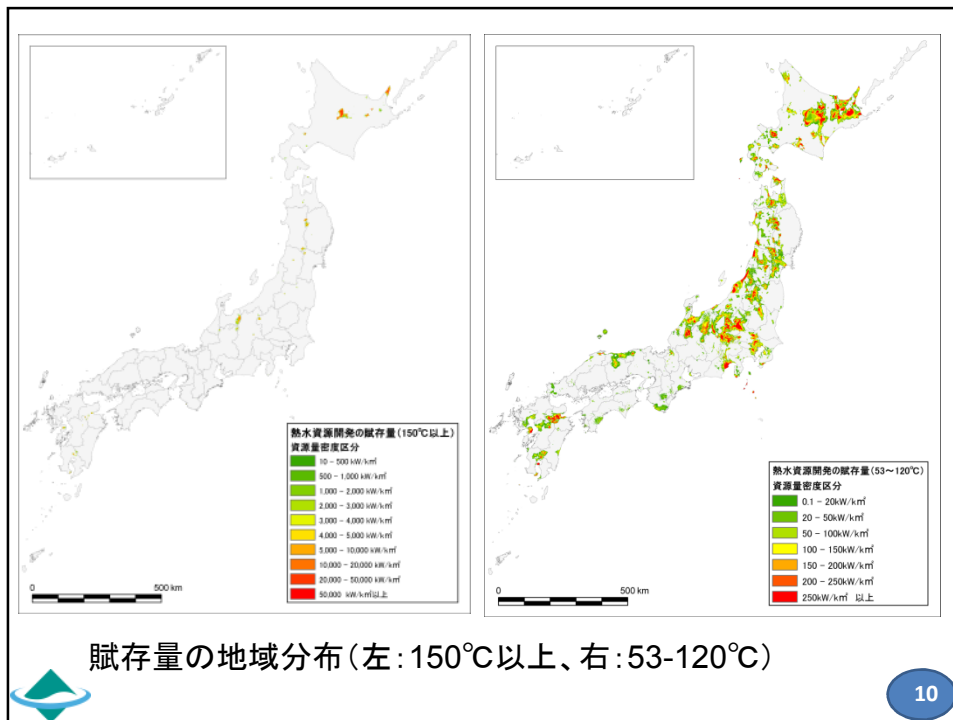 熱水資源開発の賦存量(150℃以上)
資源量密度区分
10 - 500 kW/k㎡
500 - 1,000 kW/k㎡
1,000 - 2,000 kW/k㎡
2,000 - 3,000 kW/k㎡
3,000 - 4,000 kW/k㎡
4,000 - 5,000 kW/k㎡
5,000 - 10,000 kW/k㎡
10,000 - 20,000 kW/k㎡
20,000 - 50,000 kW/k㎡
50,000 kW/k㎡以上
0 500 km
熱水資源開発の賦存量(53~120℃)
資源量密度区分
0.1 - 20kW/k㎡
20 - 50kW/k㎡
50 - 100kW/k㎡
100 - 150kW/k㎡
150 - 200kW/k㎡
200 - 250kW/k㎡
250kW/k㎡ 以上
0 500 km
賦存量の地域分布(左:150℃以上、右:53-120℃)
10